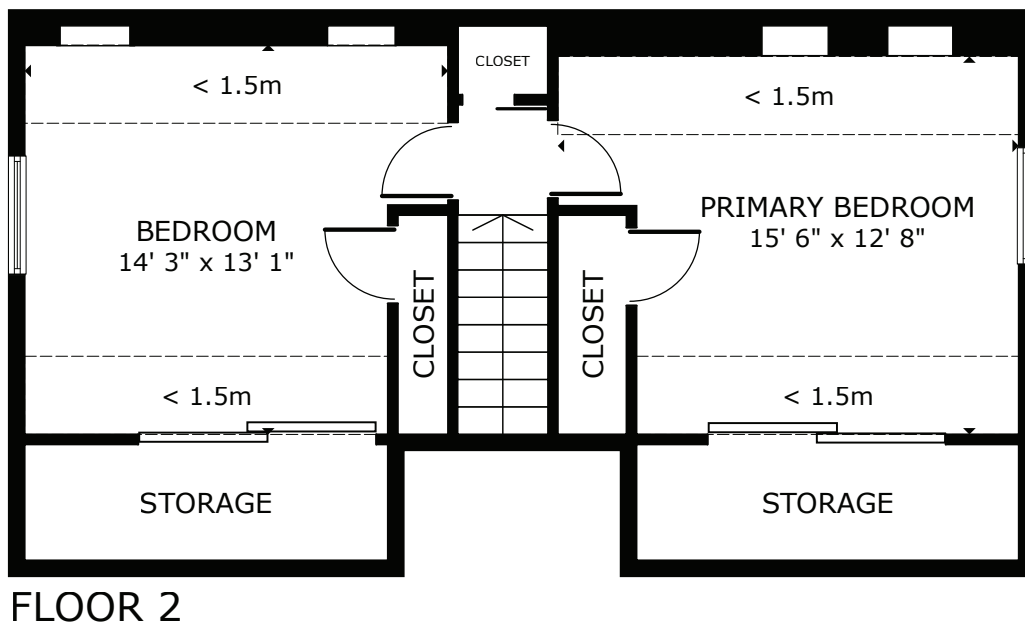 CLOSET
< 1.5m
< 1.5m
BEDROOM
14' 3" x 13' 1"
PRIMARY BEDROOM
15' 6" x 12' 8"
CLOSET
CLOSET
< 1.5m
< 1.5m
STORAGE
STORAGE
FLOOR 2